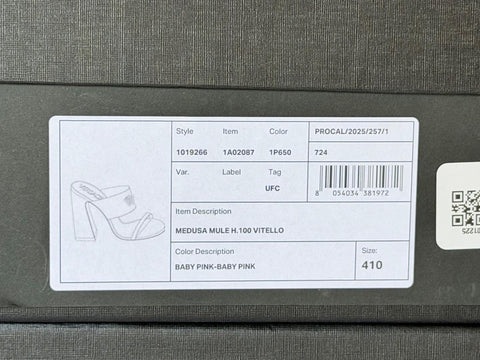 Style Item Color PROCAL/2025/257/1
1019266 1A02087 1P650 724
Var. Label Tag
UFC
8 054034 381972
Item Description
MEDUSA MULE H.100 VITELLO
Color Description Size:
BABY PINK-BABY PINK 410